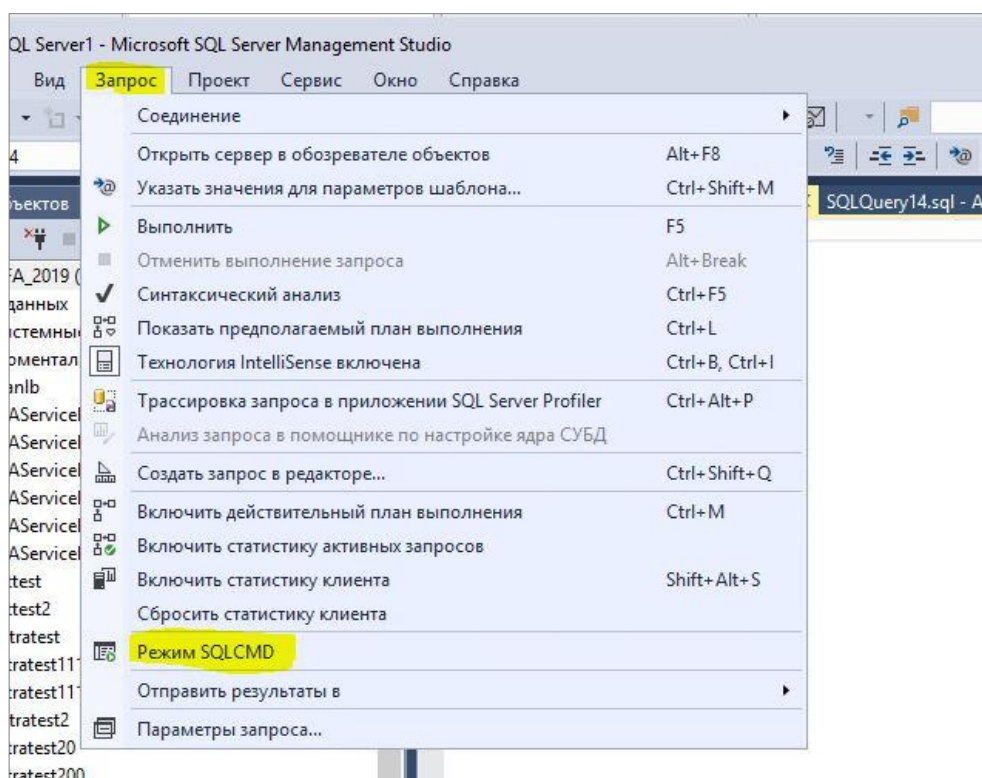 QL Server1 - Microsoft SQL Server Management Studio
Вид Запрос Проект Сервис Окно Справка
Соединение
4 Открыть сервер в обозревателе объектов Alt+F8
Указать значения для параметров шаблона... Ctrl+Shift+M
ъектов SQLQuery14.sql - A
Выполнить F5
Отменить выполнение запроса Alt+Break
FA_2019 (
Синтаксический анализ Ctrl+F5
данных
Показать предполагаемый план выполнения Ctrl+L
истемны
Технология IntelliSense включена Ctrl+B, Ctrl+I
оментал
anlb
Трассировка запроса в приложении SQL Server Profiler Ctrl+Alt+P
AServicel
Анализ запроса в помощнике по настройке ядра СУБД
AServicel
Создать запрос в редакторе... Ctrl+Shift+Q
AServicel
AServicel
Включить действительный план выполнения Ctrl+M
AServicel
Включить статистику активных запросов
AServicel
Включить статистику клиента Shift+Alt+S
ttest
Сбросить статистику клиента
ttest2
tratest
Режим SQLCMD
tratest11
tratest11
Отправить результаты в
tratest2
Параметры запроса...
tratest20
tratest200